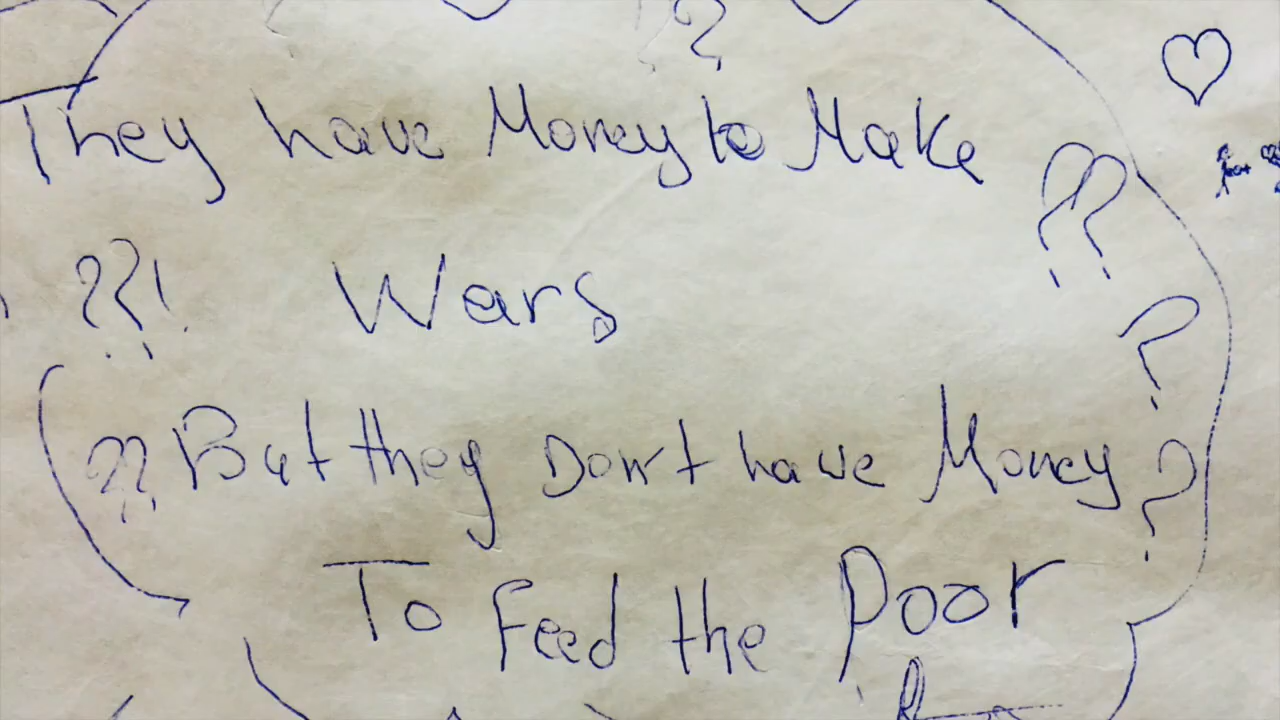 ??
They have Money to Make ??
??! Wars ?
?? But they Don't have Money ?
To Feed the Poor